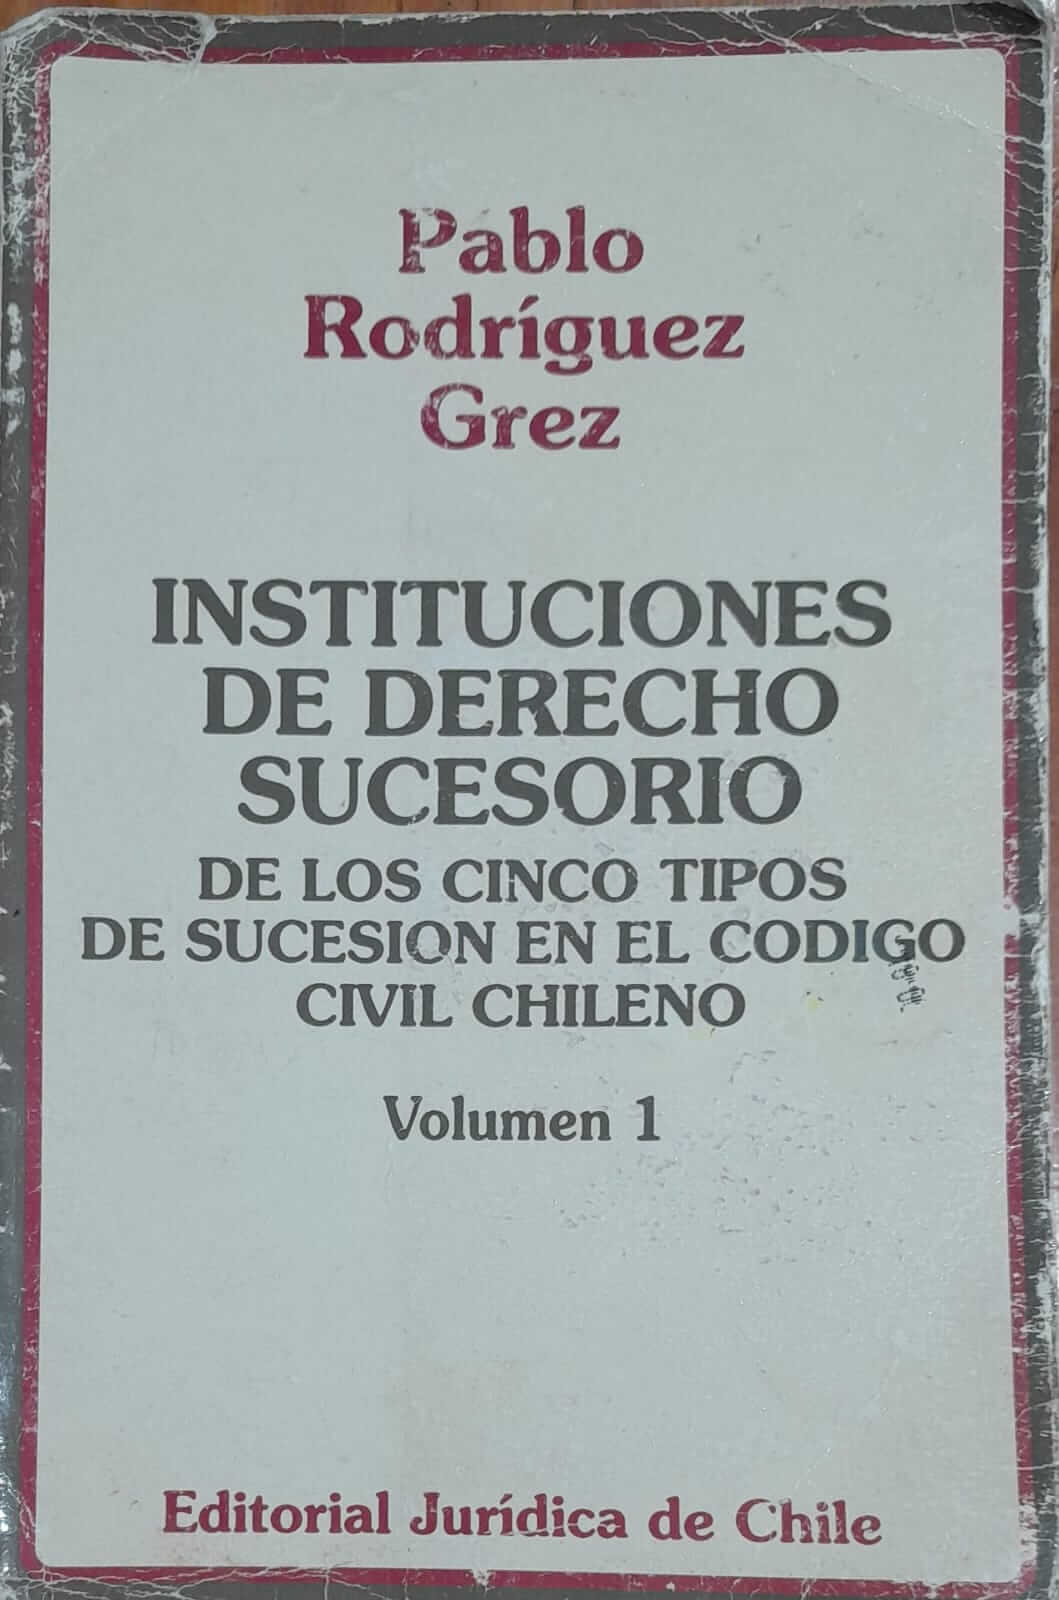 Pablo
Rodríguez
Grez
INSTITUCIONES
DE DERECHO
SUCESORIO
DE LOS CINCO TIPOS
DE SUCESION EN EL CODIGO
CIVIL CHILENO
Volumen 1
Editorial Jurídica de Chile